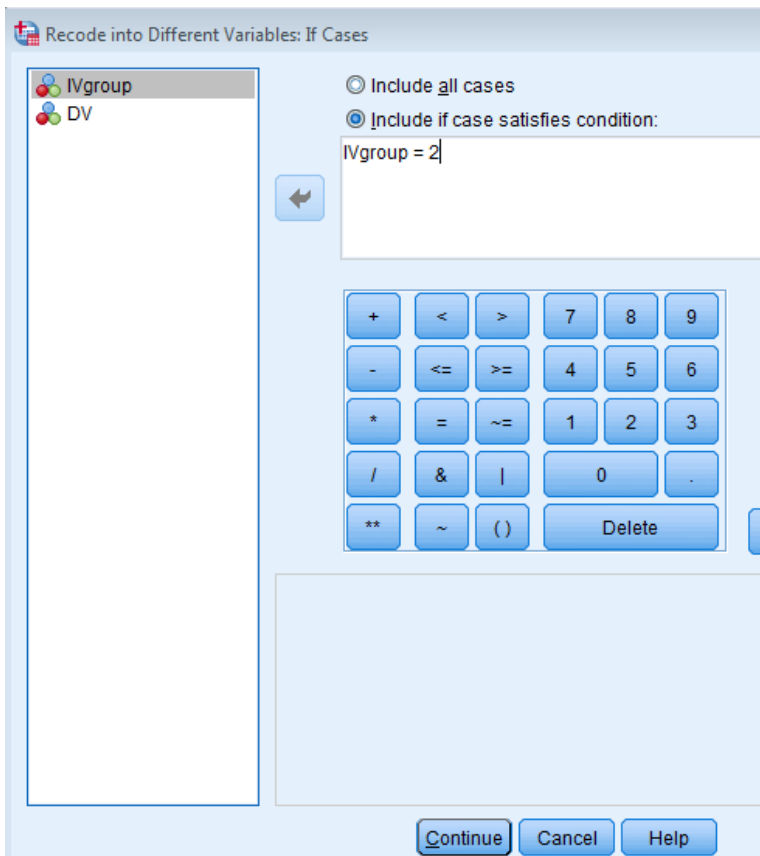 Recode into Different Variables: If Cases
IVgroup
DV
Include all cases
Include if case satisfies condition:
IVgroup = 2
+ < > 7 8 9
- <= >= 4 5 6
* = ~= 1 2 3
/ & | 0 .
** ~ ( ) Delete
Continue Cancel Help